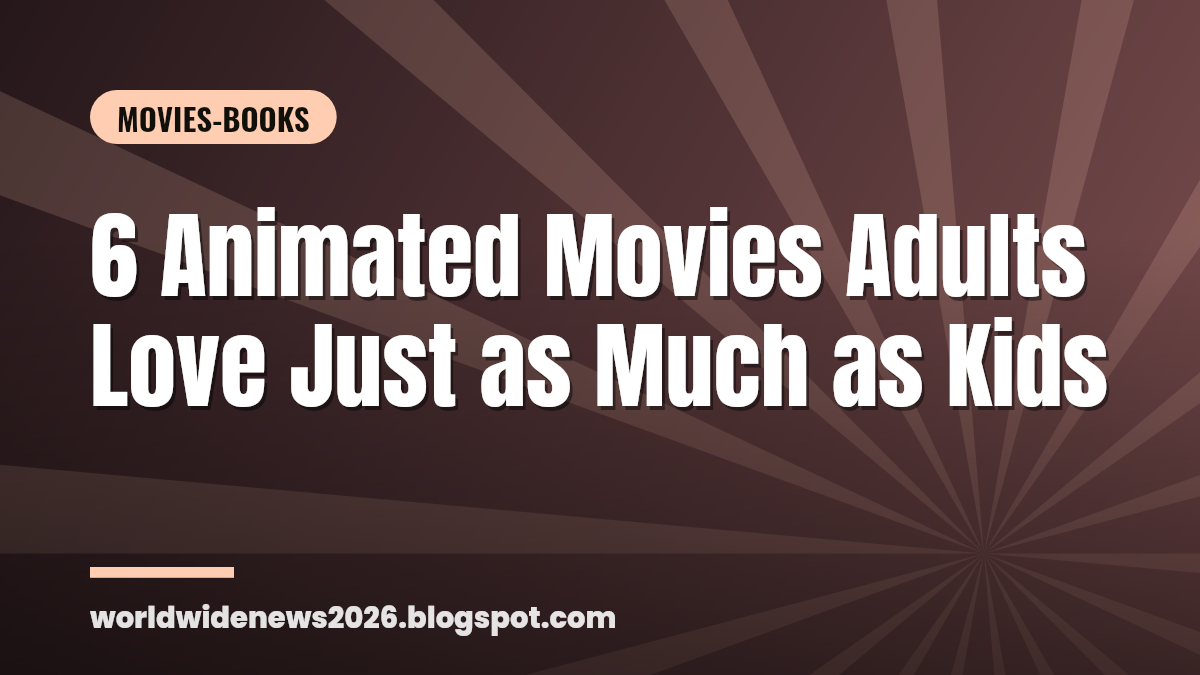 MOVIES-BOOKS
6 Animated Movies Adults
Love Just as Much as Kids
worldwidenews2026.blogspot.com